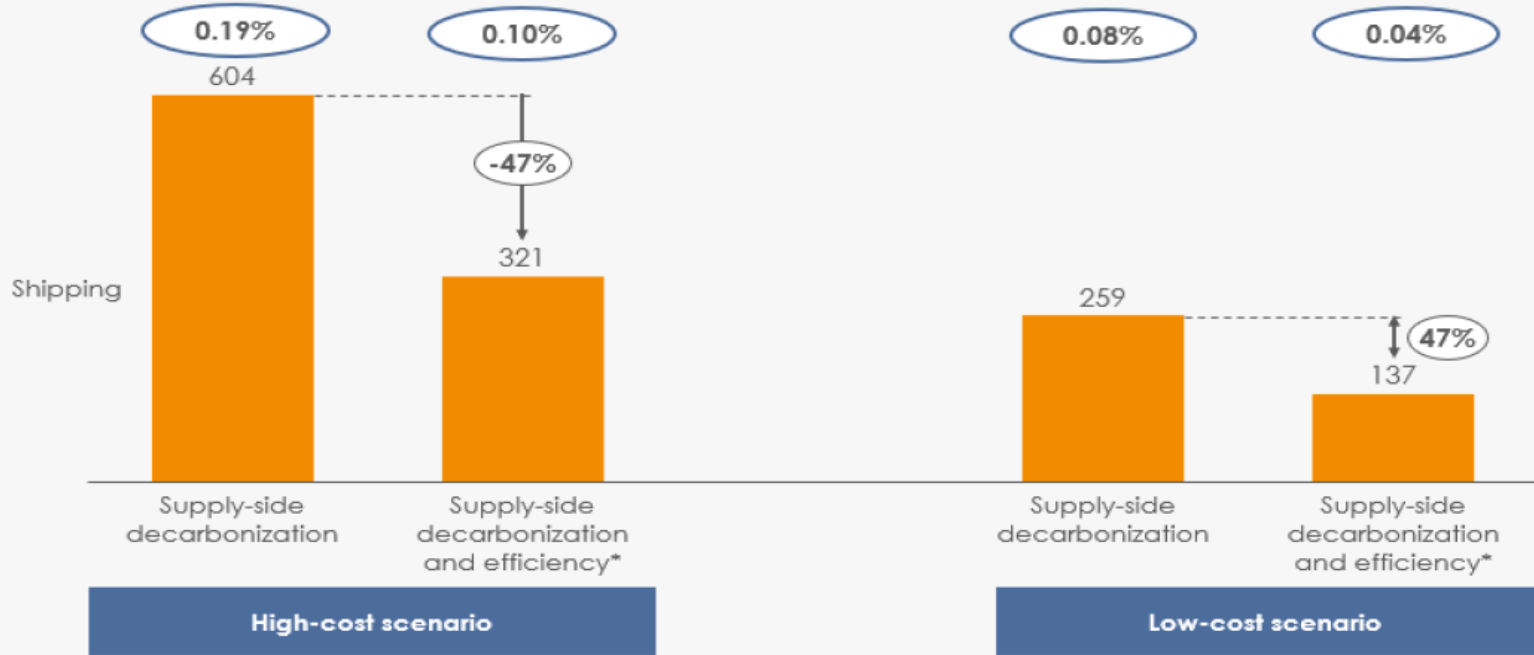 0.19%
0.10%
0.08%
0.04%
604
-47%
321
Shipping
259
47%
137
Supply-side
decarbonization
Supply-side
decarbonization
and efficiency*
Supply-side
decarbonization
Supply-side
decarbonization
and efficiency*
High-cost scenario
Low-cost scenario